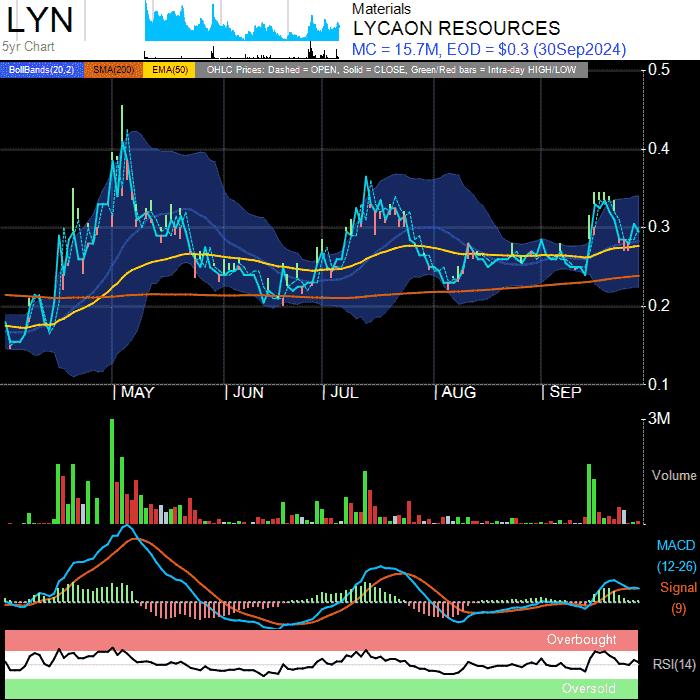 LYN
5yr Chart
Materials
LYCAON RESOURCES
MC = 15.7M, EOD = $0.3 (30Sep2024)
BollBands(20,2) SMA(200) EMA(50) OHLC Prices: Dashed = OPEN, Solid = CLOSE, Green/Red bars = Intra-day HIGH/LOW
0.5
0.4
0.3
0.2
0.1
MAY JUN JUL AUG SEP
3M
Volume
MACD
(12-26)
Signal
(9)
Overbought
RSI(14)
Oversold